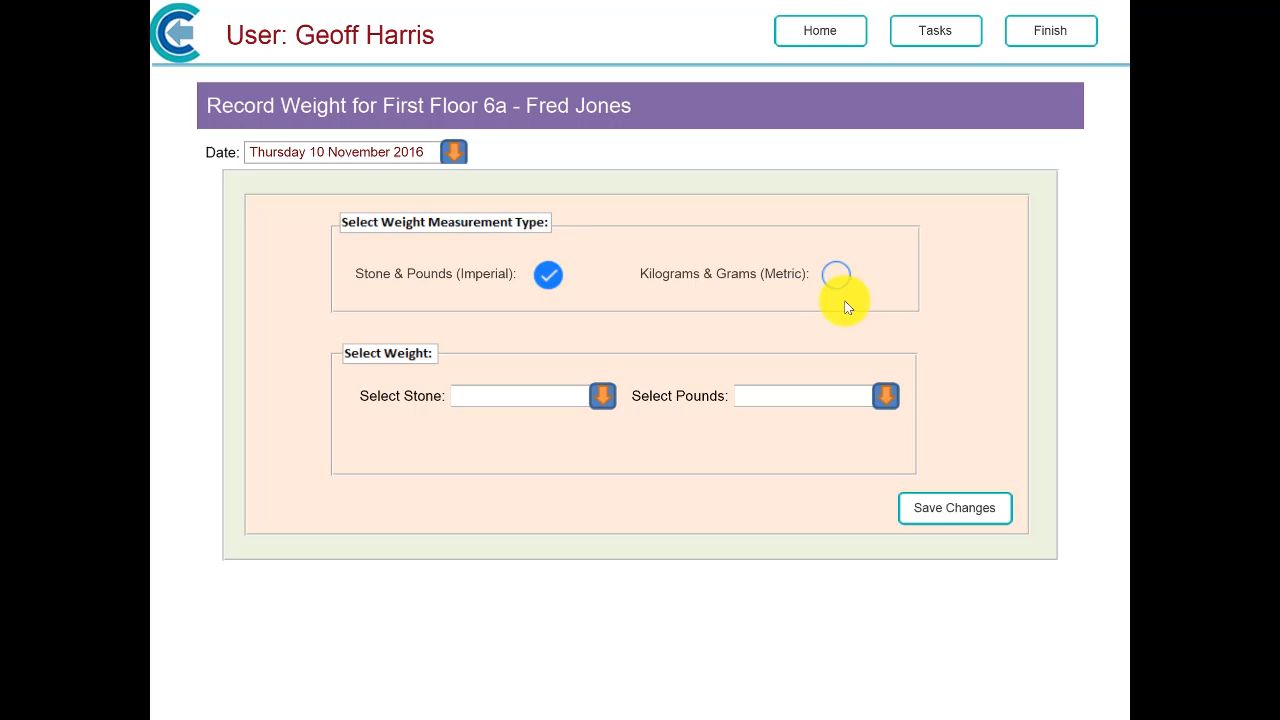 User: Geoff Harris
Home
Tasks
Finish
Record Weight for First Floor 6a - Fred Jones
Date: Thursday 10 November 2016
Select Weight Measurement Type:
Stone & Pounds (Imperial):
Kilograms & Grams (Metric):
Select Weight:
Select Stone:
Select Pounds:
Save Changes